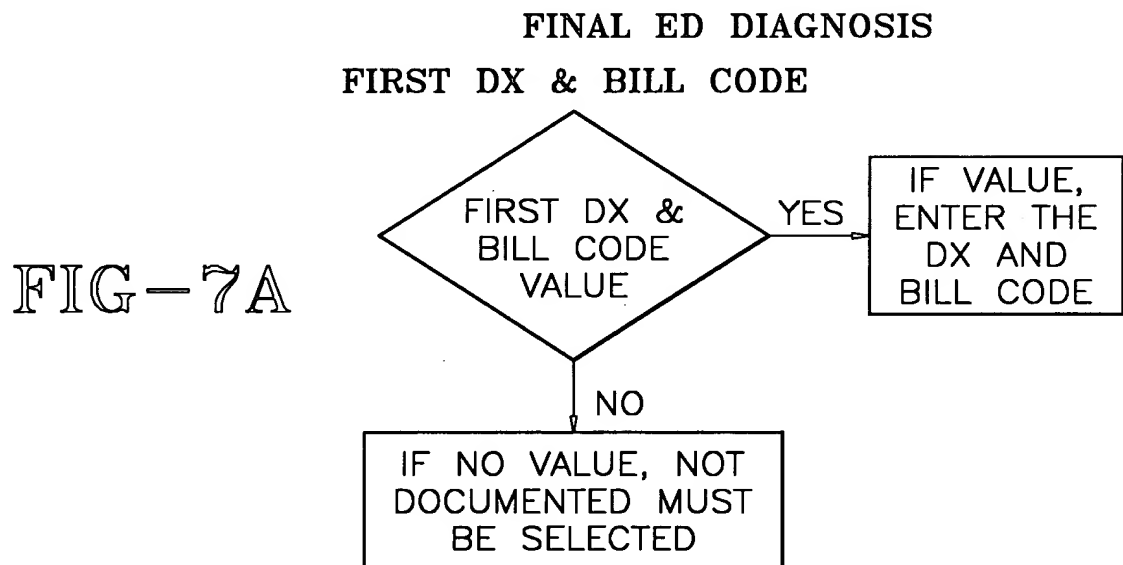 FINAL ED DIAGNOSIS
FIRST DX & BILL CODE
FIRST DX &
BILL CODE
VALUE
YES
IF VALUE,
ENTER THE
DX AND
BILL CODE
FIG-7A
NO
IF NO VALUE, NOT
DOCUMENTED MUST
BE SELECTED